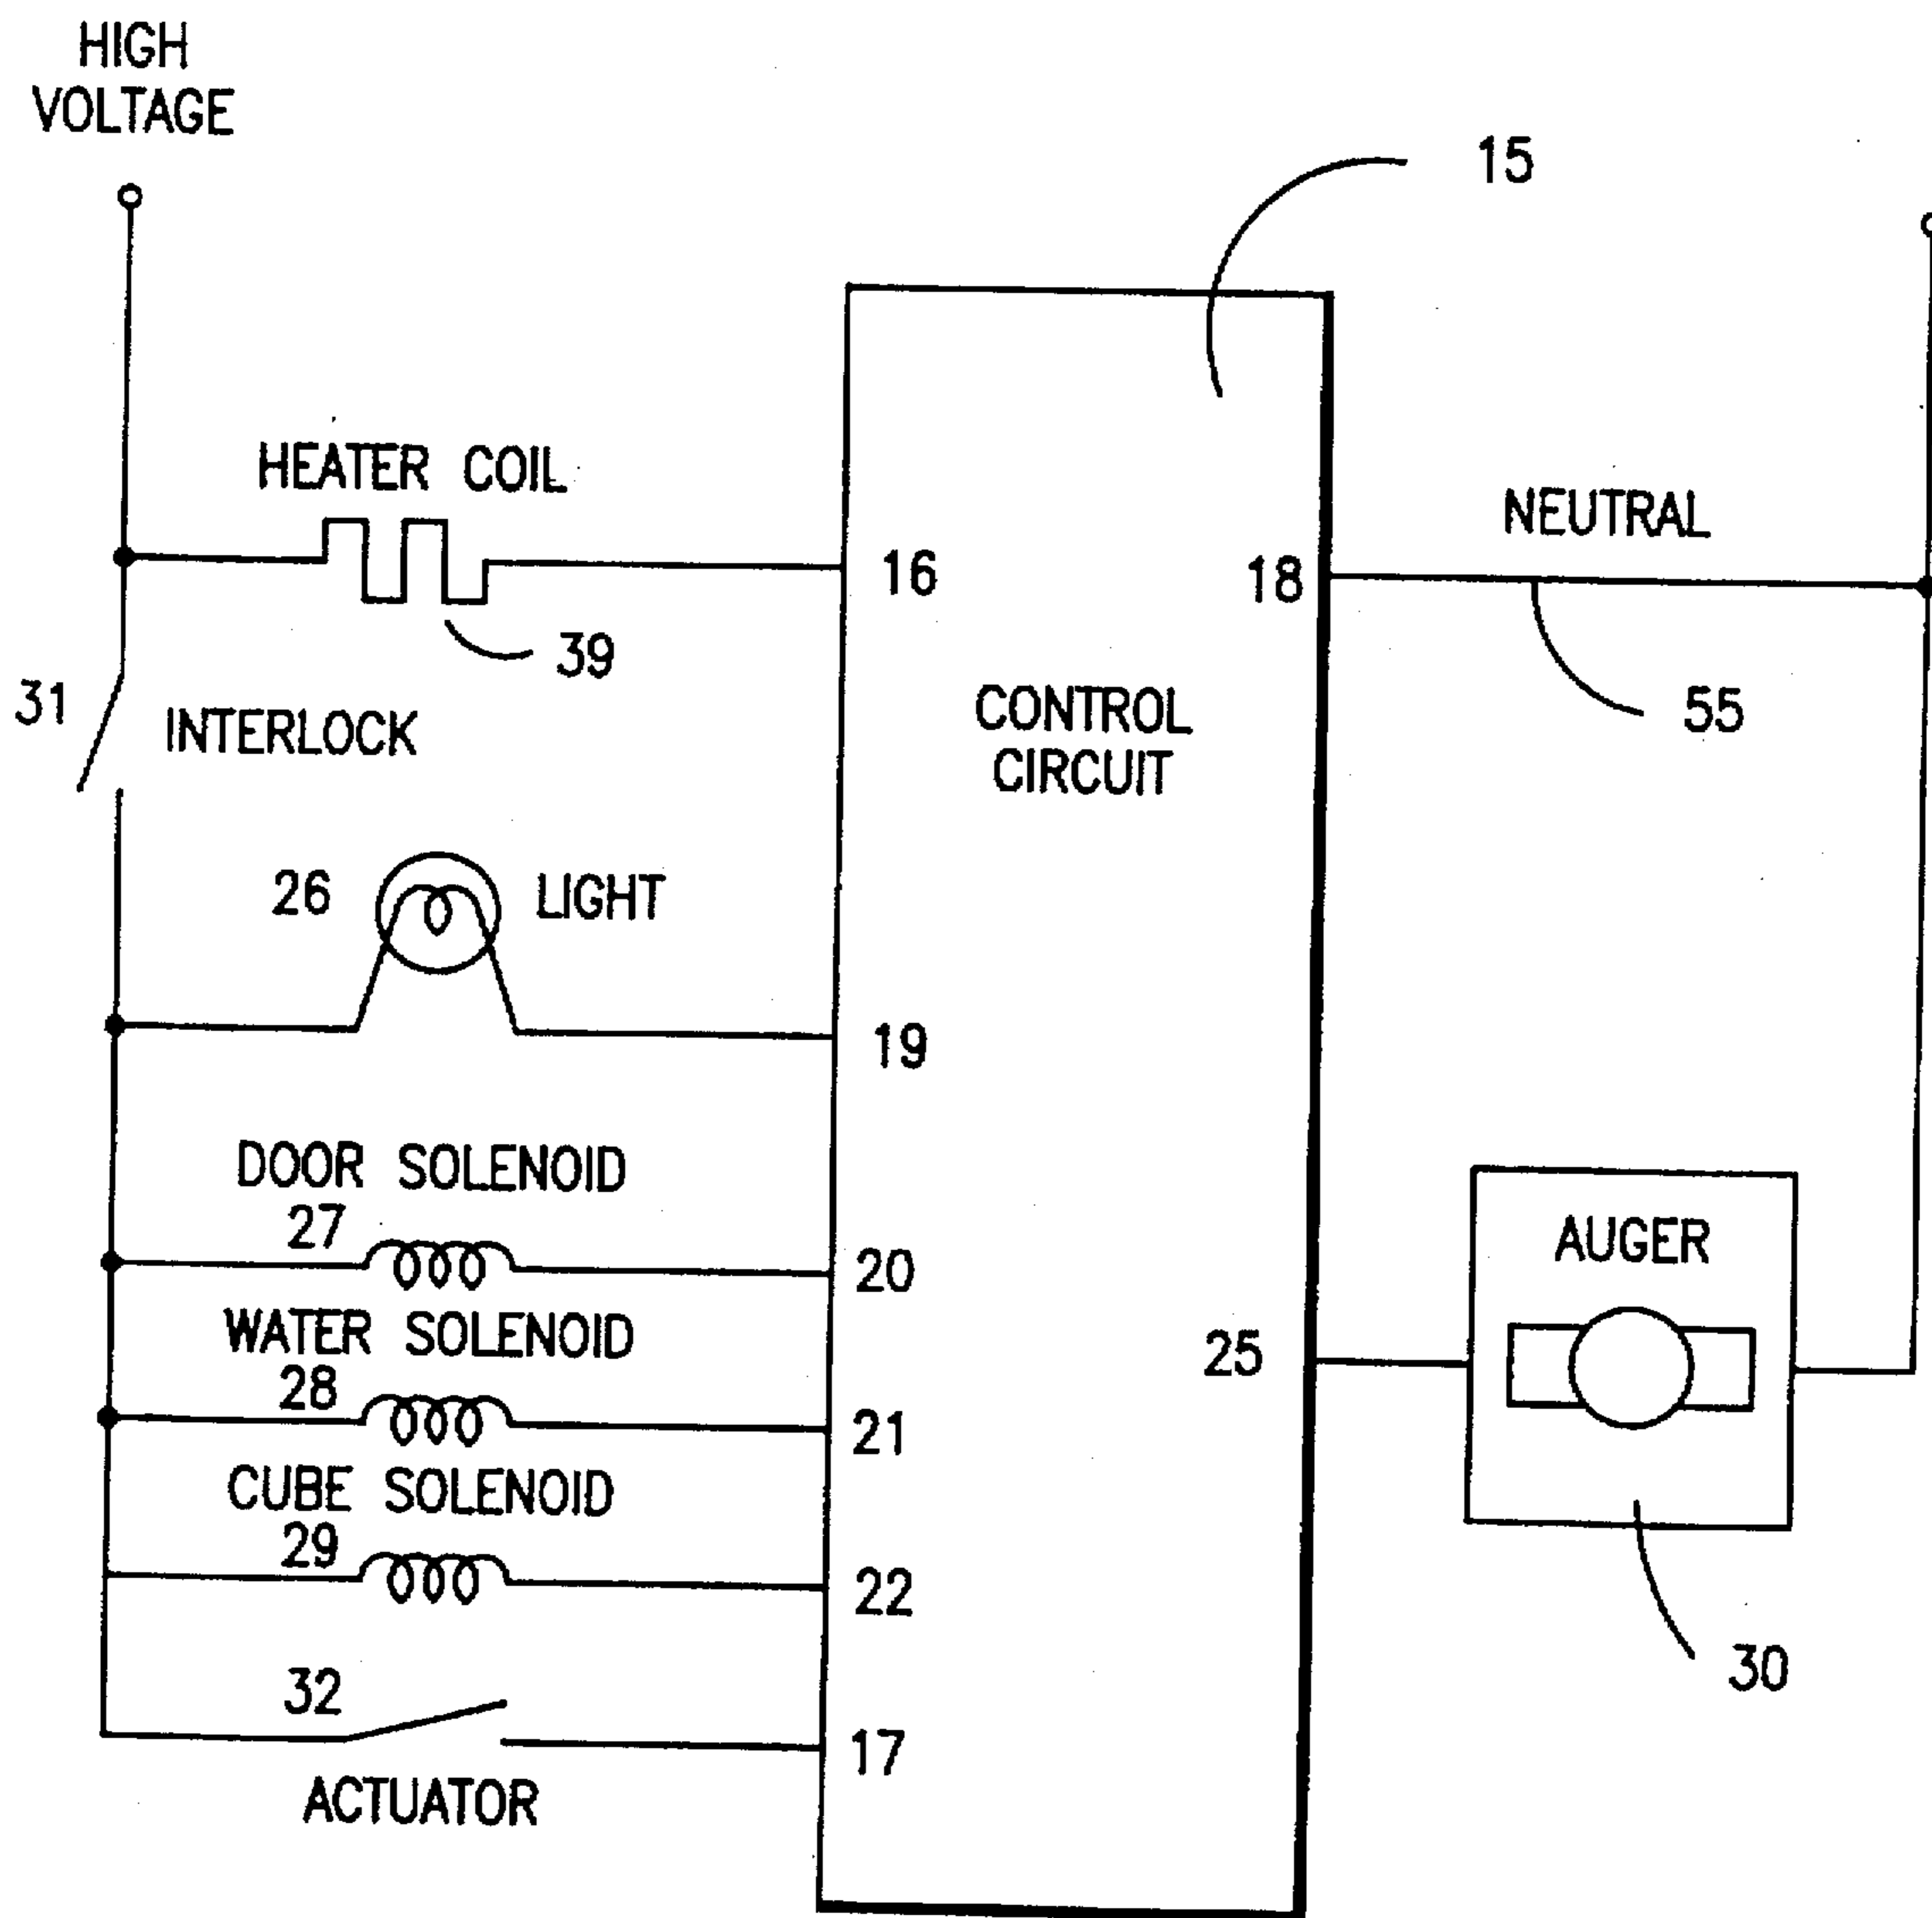 HIGH
VOLTAGE
15
HEATER COIL
16
18
NEUTRAL
39
55
31
INTERLOCK
CONTROL
CIRCUIT
26
LIGHT
19
DOOR SOLENOID
27
20
AUGER
WATER SOLENOID
28
21
25
CUBE SOLENOID
29
22
30
32
17
ACTUATOR